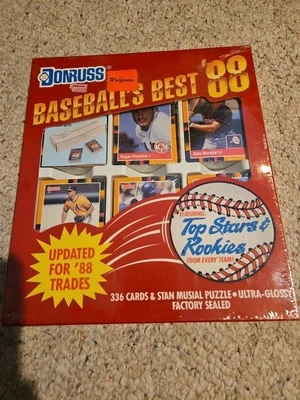 DONRUSS
Walgreens
BASEBALL'S BEST '88
FEATURING:
Top Stars &
Rookies
FROM EVERY TEAM!
UPDATED
FOR '88
TRADES
336 CARDS & STAN MUSIAL PUZZLE • ULTRA-GLOSS
FACTORY SEALED